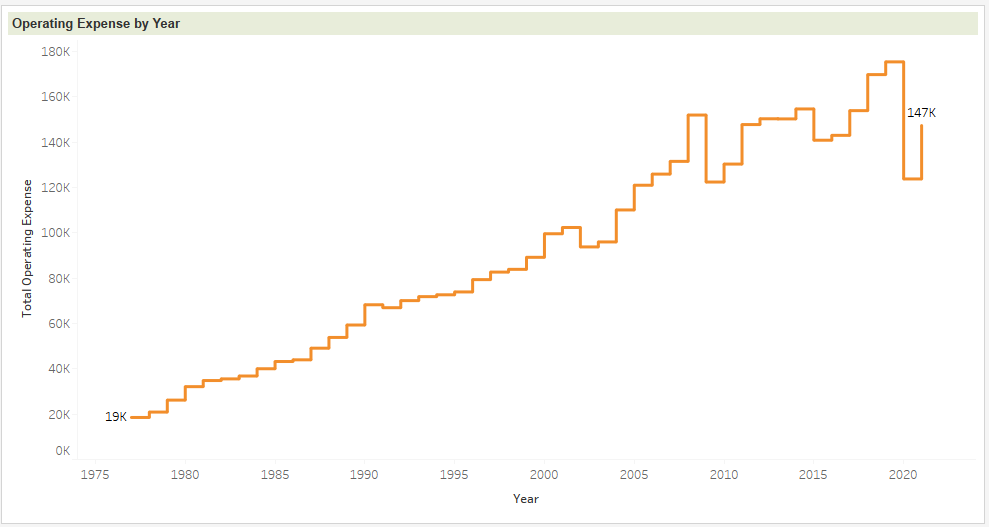 Operating Expense by Year
180K
160K
140K
120K
100K
80K
60K
40K
20K
0K
Total Operating Expense
19K
147K
1975 1980 1985 1990 1995 2000 2005 2010 2015 2020
Year